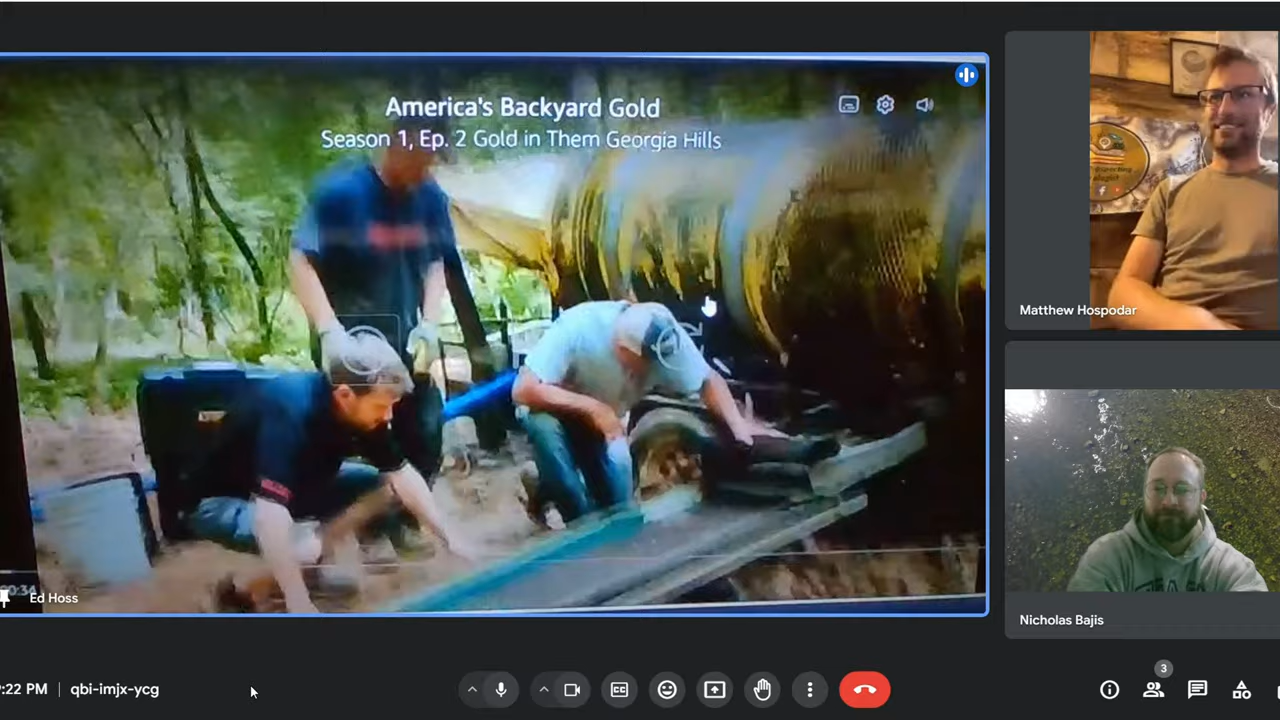 America's Backyard Gold
Season 1, Ep. 2 Gold in Them Georgia Hills
Ed Hoss
Matthew Hospodar
Nicholas Bajis
:22 PM | qbi-imjx-ycg
CC
3